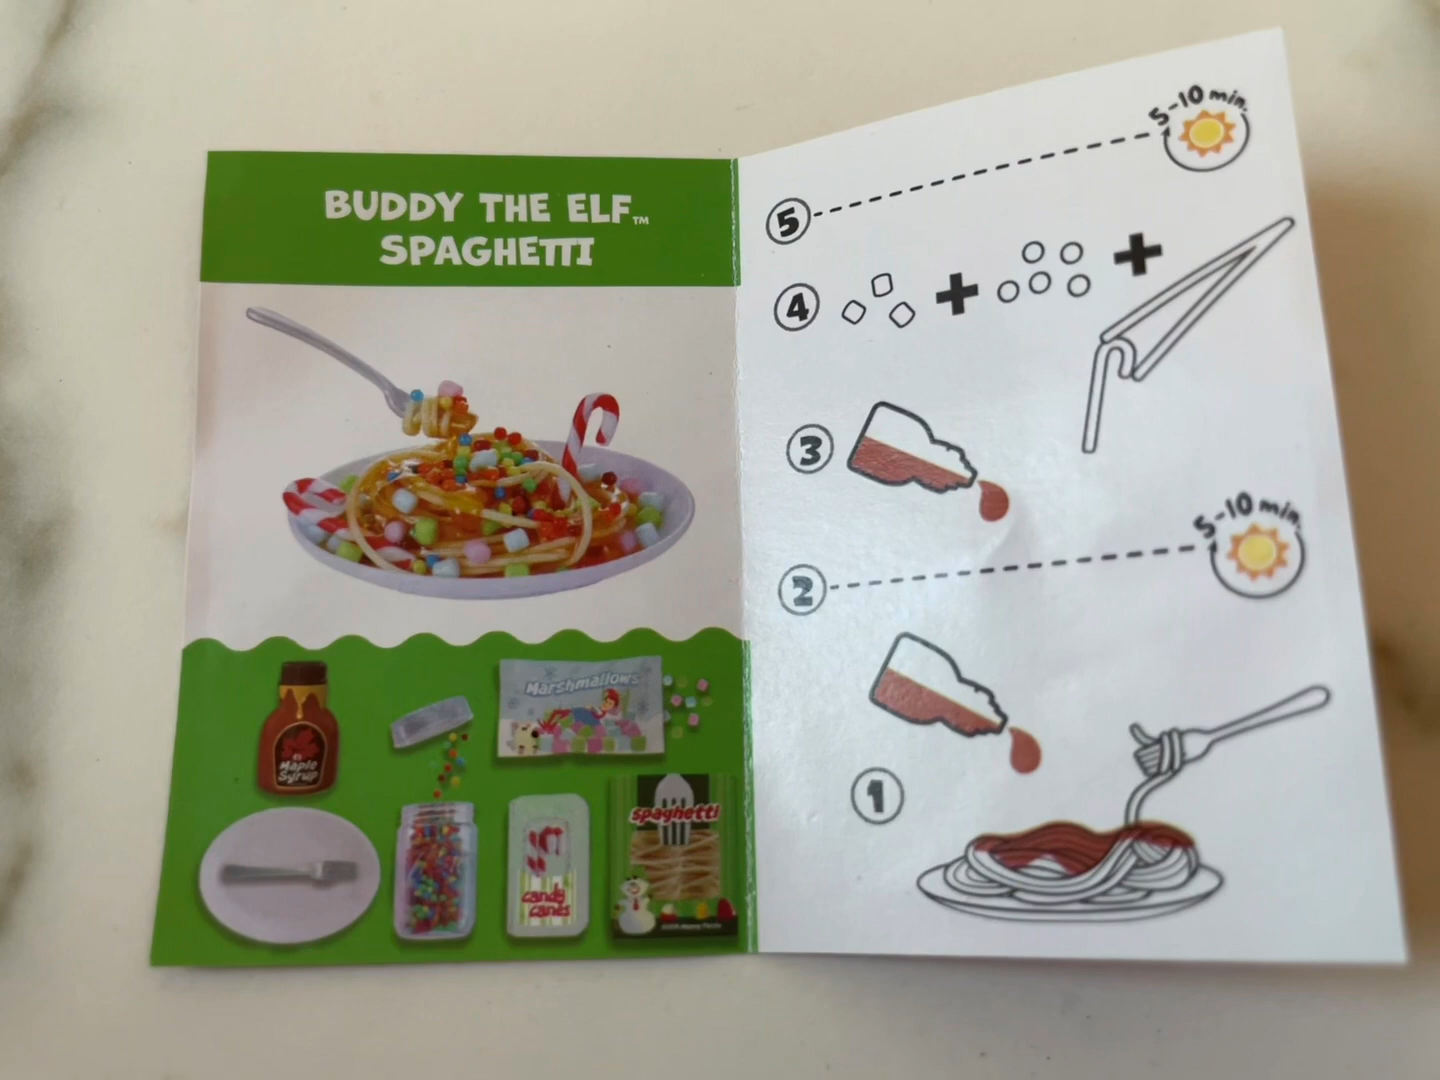 BUDDY THE ELF™
SPAGHETTI
Maple
Syrup
Marshmallows
candy
canes
spaghetti
5
5-10 min.
4
3
2
5-10 min.
1